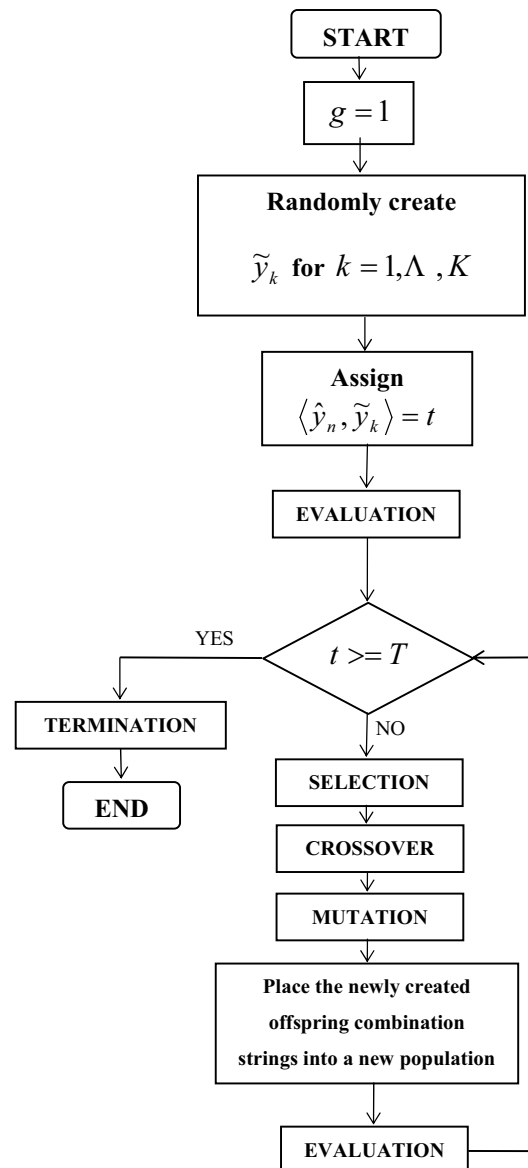 START
g = 1
Randomly create
ỹ_k for k = 1,Λ , K
Assign
⟨ŷ_n, ỹ_k⟩ = t
EVALUATION
t >= T
YES
NO
TERMINATION
END
SELECTION
CROSSOVER
MUTATION
Place the newly created
offspring combination
strings into a new population
EVALUATION